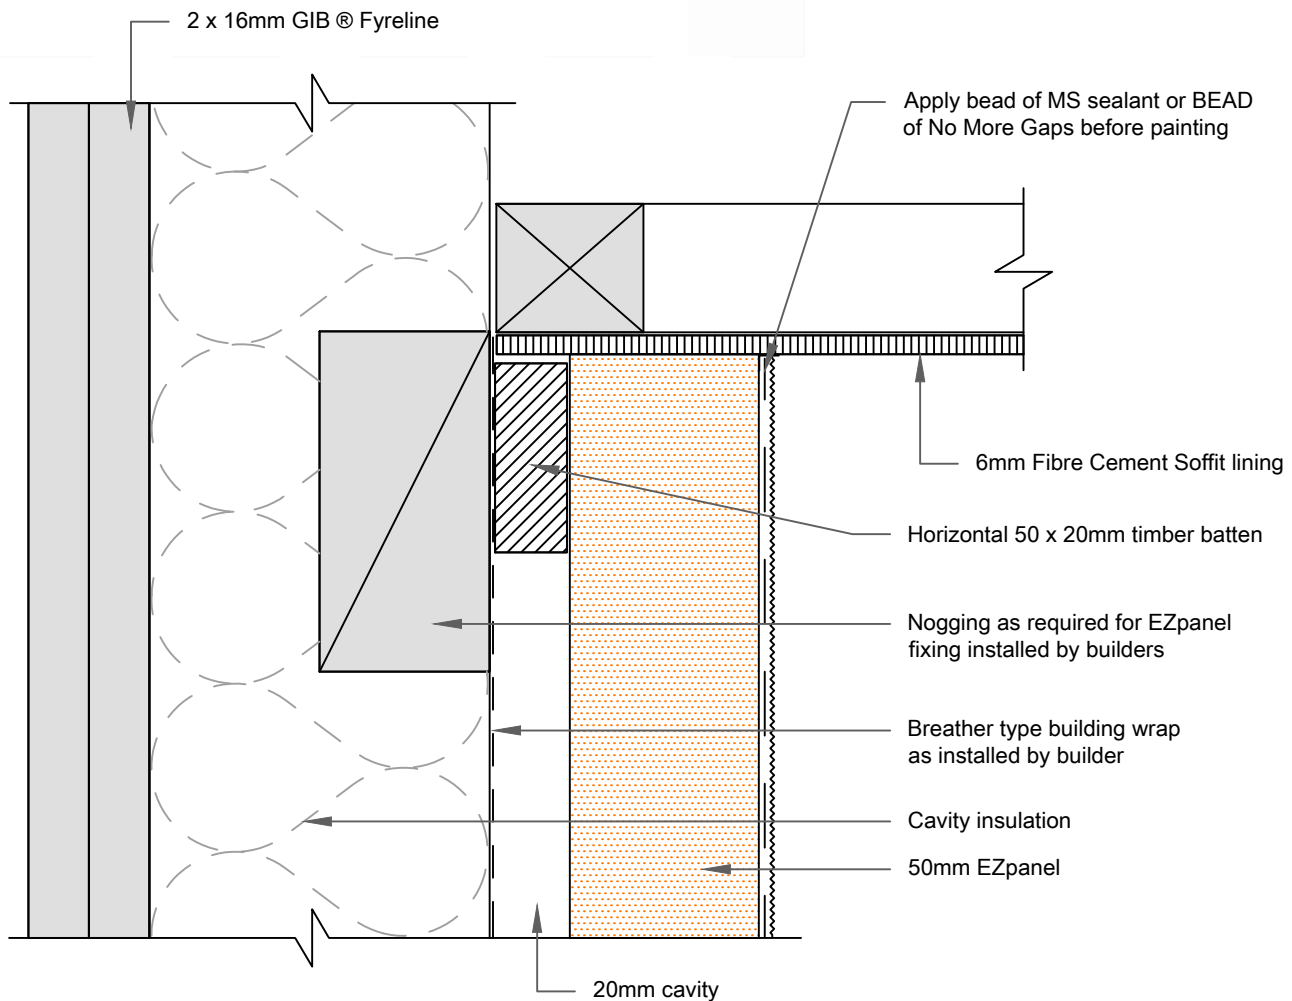 2 x 16mm GIB ® Fyreline
Apply bead of MS sealant or BEAD
of No More Gaps before painting
6mm Fibre Cement Soffit lining
Horizontal 50 x 20mm timber batten
Nogging as required for EZpanel
fixing installed by builders
Breather type building wrap
as installed by builder
Cavity insulation
50mm EZpanel
20mm cavity